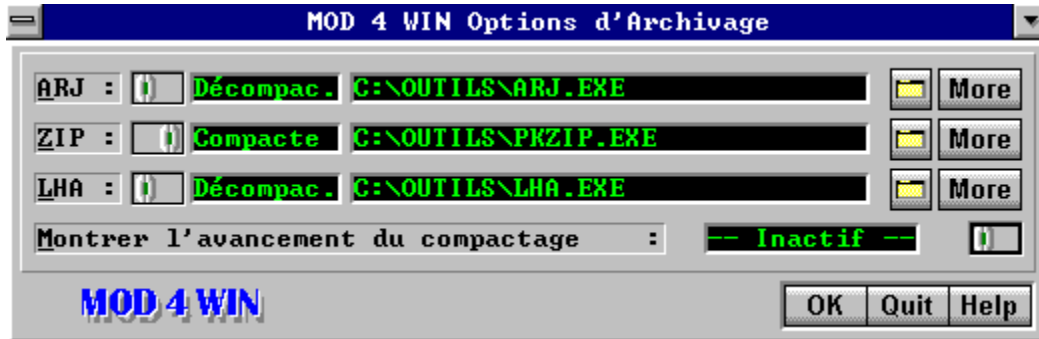 MOD 4 WIN Options d'Archivage
ARJ : Décompac. C:\OUTILS\ARJ.EXE More
ZIP : Compacte C:\OUTILS\PKZIP.EXE More
LHA : Décompac. C:\OUTILS\LHA.EXE More
Montrer l'avancement du compactage : -- Inactif --
MOD 4 WIN OK Quit Help